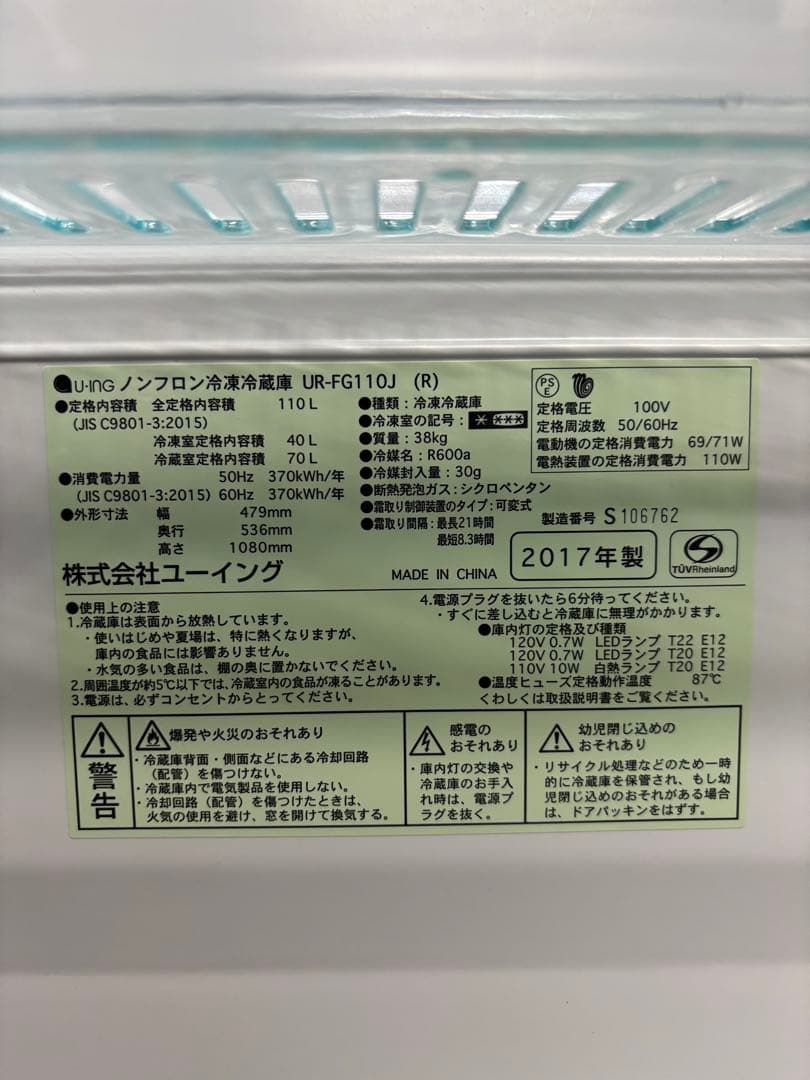 U-ING ノンフロン冷凍冷蔵庫 UR-FG110J (R)
●定格内容積 全定格内容積 110L
(JIS C9801-3:2015)
冷凍室定格内容積 40L
冷蔵室定格内容積 70L
●消費電力量 50Hz 370kWh/年
(JIS C9801-3:2015) 60Hz 370kWh/年
●外形寸法 幅 479mm
奥行 536mm
高さ 1080mm
株式会社ユーイング
●種類：冷凍冷蔵庫
●冷凍室の記号：
●質量：38kg
●冷媒名：R600a
●冷媒封入量：30g
●断熱発泡ガス：シクロペンタン
●霜取り制御装置のタイプ：可変式
●霜取り間隔：最長21時間
最短8.3時間
MADE IN CHINA
PS
E
定格電圧 100V
定格周波数 50/60Hz
電動機の定格消費電力 69/71W
電熱装置の定格消費電力 110W
製造番号 S106762
2017年製
TÜVRheinland
●使用上の注意
1.冷蔵庫は表面から放熱しています。
・使いはじめや夏場は、特に熱くなりますが、
庫内の食品には影響ありません。
・水気の多い食品は、棚の奥に置かないでください。
2.周囲温度が約5℃以下では、冷蔵室内の食品が凍ることがあります。
3.電源は、必ずコンセントからとってください。
4.電源プラグを抜いたら6分待ってください。
・すぐに差し込むと冷蔵庫に無理がかかります。
●庫内灯の定格及び種類
120V 0.7W LEDランプ T22 E12
120V 0.7W LEDランプ T20 E12
110V 10W 白熱ランプ T20 E12
●温度ヒューズ定格動作温度 87℃
くわしくは取扱説明書をご覧ください。
警告
爆発や火災のおそれあり
・冷蔵庫背面・側面などにある冷却回路
（配管）を傷つけない。
・冷蔵庫内で電気製品を使用しない。
・冷却回路（配管）を傷つけたときは、
火気の使用を避け、窓を開けて換気する。
感電の
おそれあり
・庫内灯の交換や
冷蔵庫のお手入
れ時は、電源プ
ラグを抜く。
幼児閉じ込めの
おそれあり
・リサイクル処理などのため一時
的に冷蔵庫を保管され、もし幼
児閉じ込めのおそれがある場合
は、ドアパッキンをはずす。